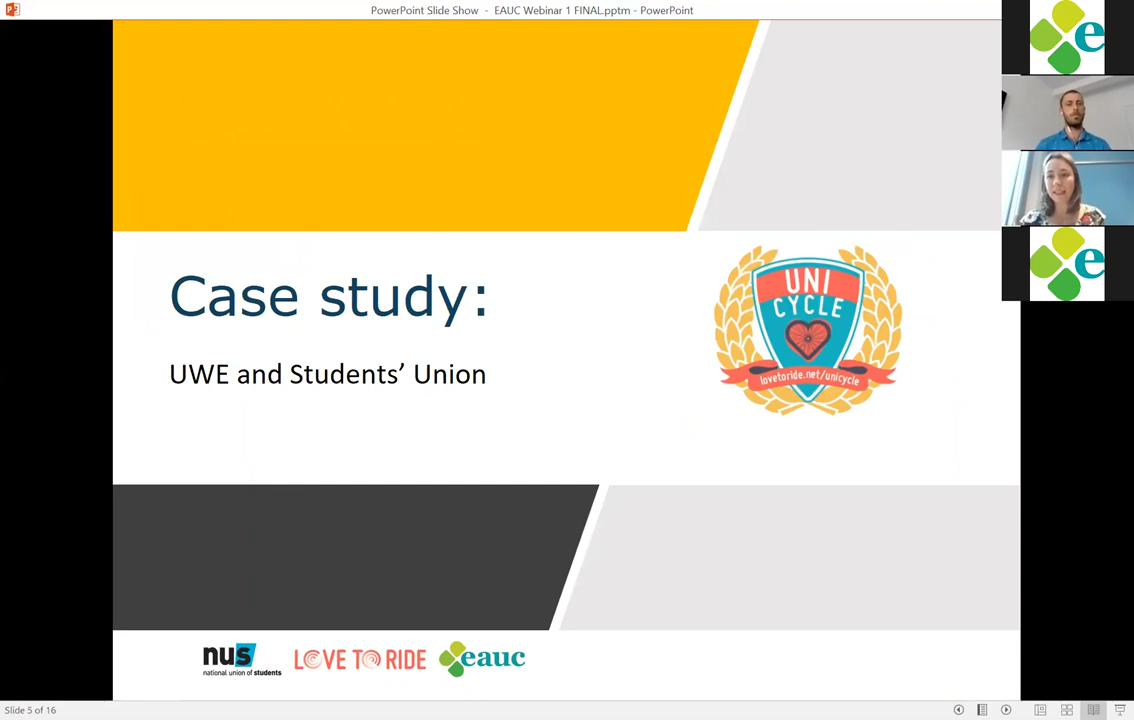 PowerPoint Slide Show - EAUC Webinar 1 FINAL.pptm - PowerPoint
e
Case study:
UWE and Students’ Union
UNI
CYCLE
lovetoride.net/unicycle
e
nus
national union of students
LOVE TO RIDE
eauc
Slide 5 of 16